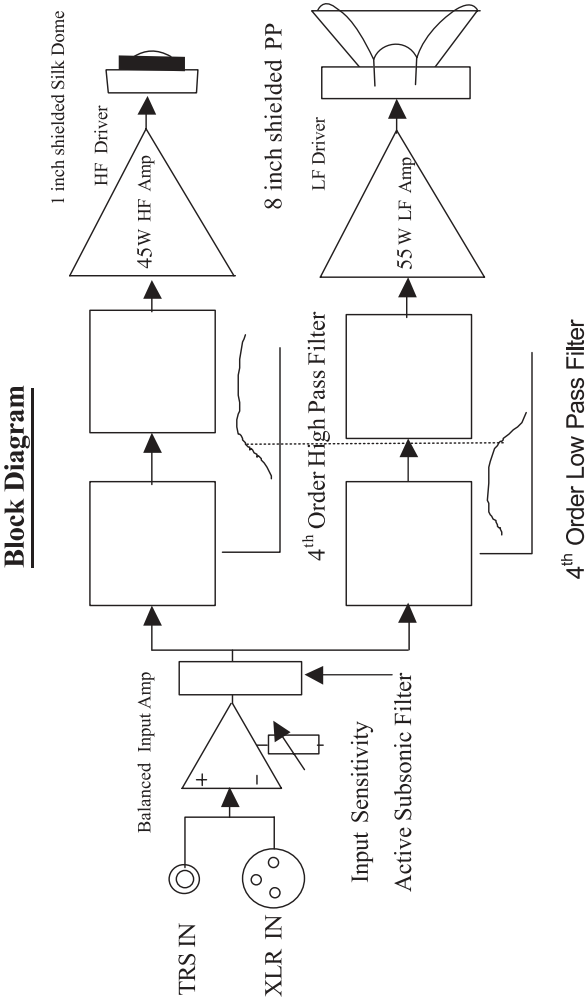 Block Diagram
TRS IN
XLR IN
Balanced Input Amp
+
−
Input Sensitivity
Active Subsonic Filter
4th Order High Pass Filter
4th Order Low Pass Filter
45W HF Amp
HF Driver
1 inch shielded Silk Dome
55W LF Amp
LF Driver
8 inch shielded PP